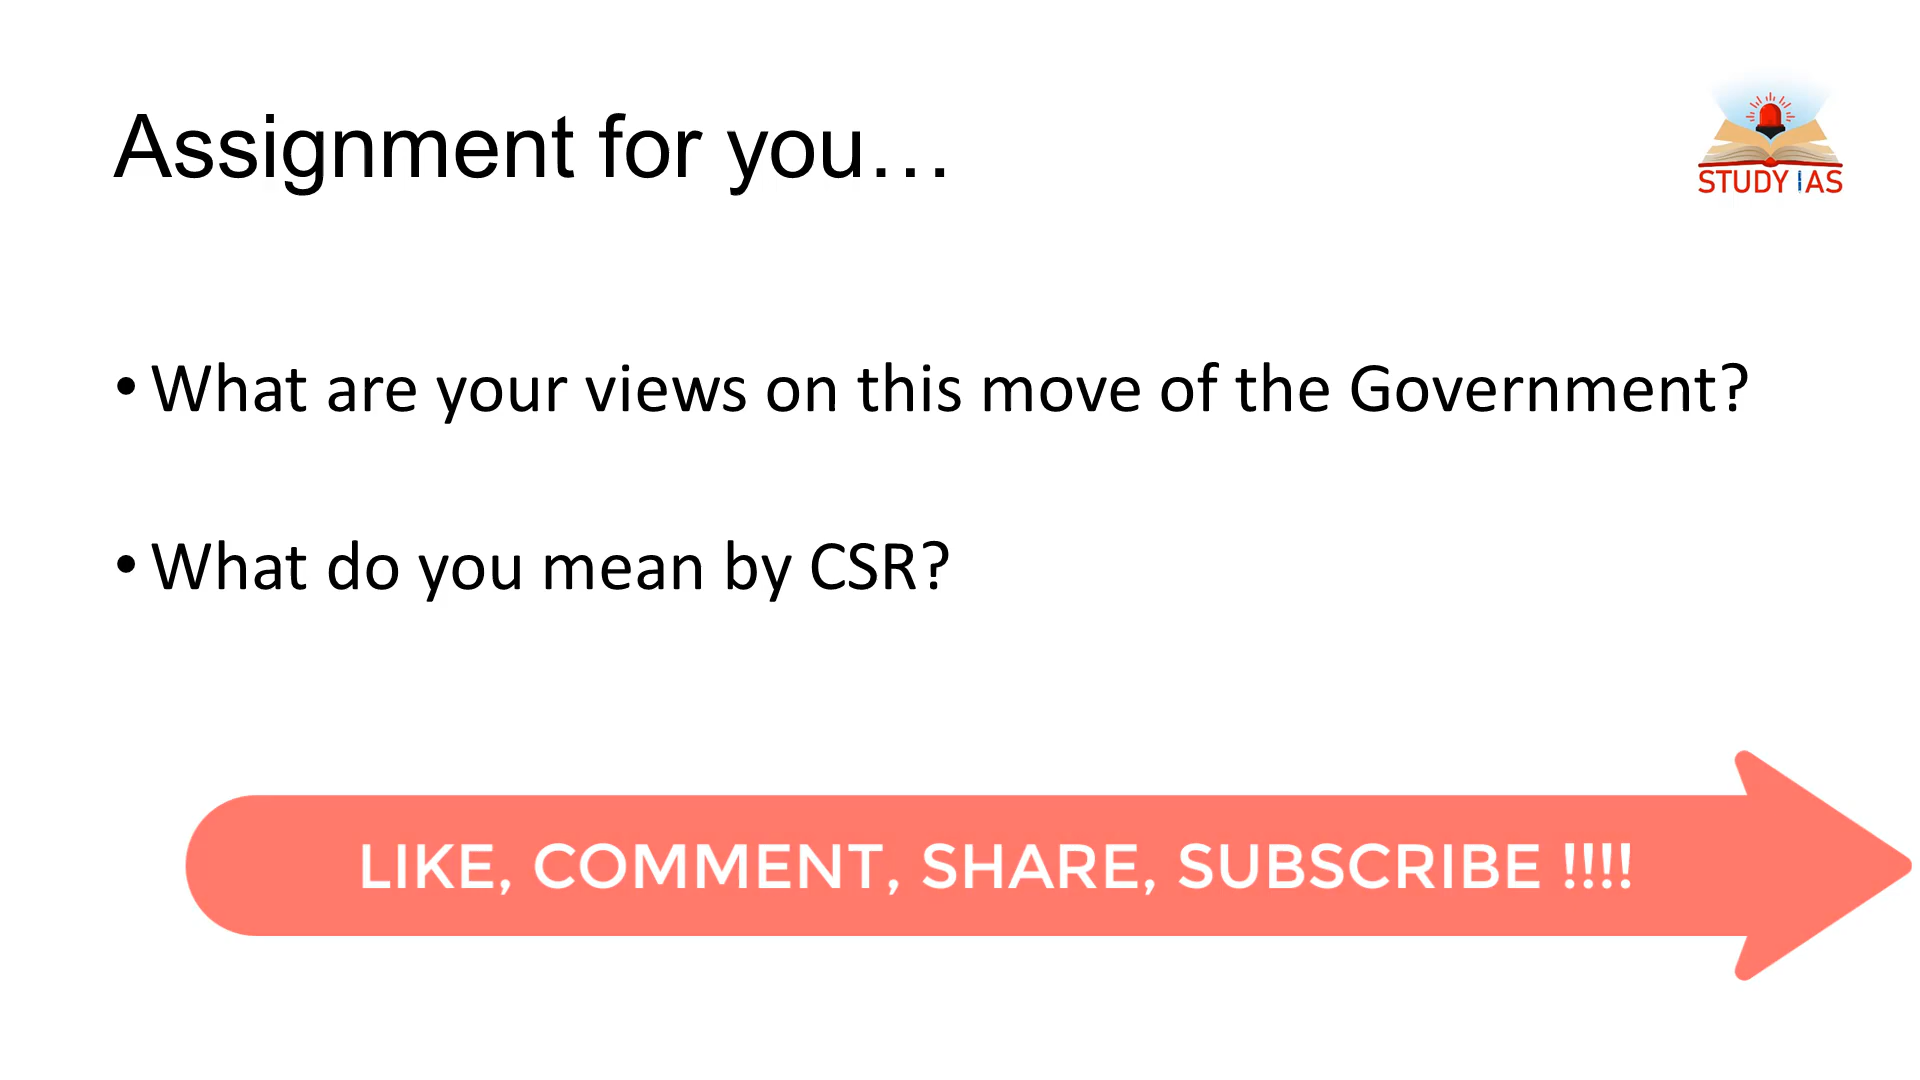 Assignment for you…
STUDY IAS
• What are your views on this move of the Government?
• What do you mean by CSR?
LIKE, COMMENT, SHARE, SUBSCRIBE !!!!